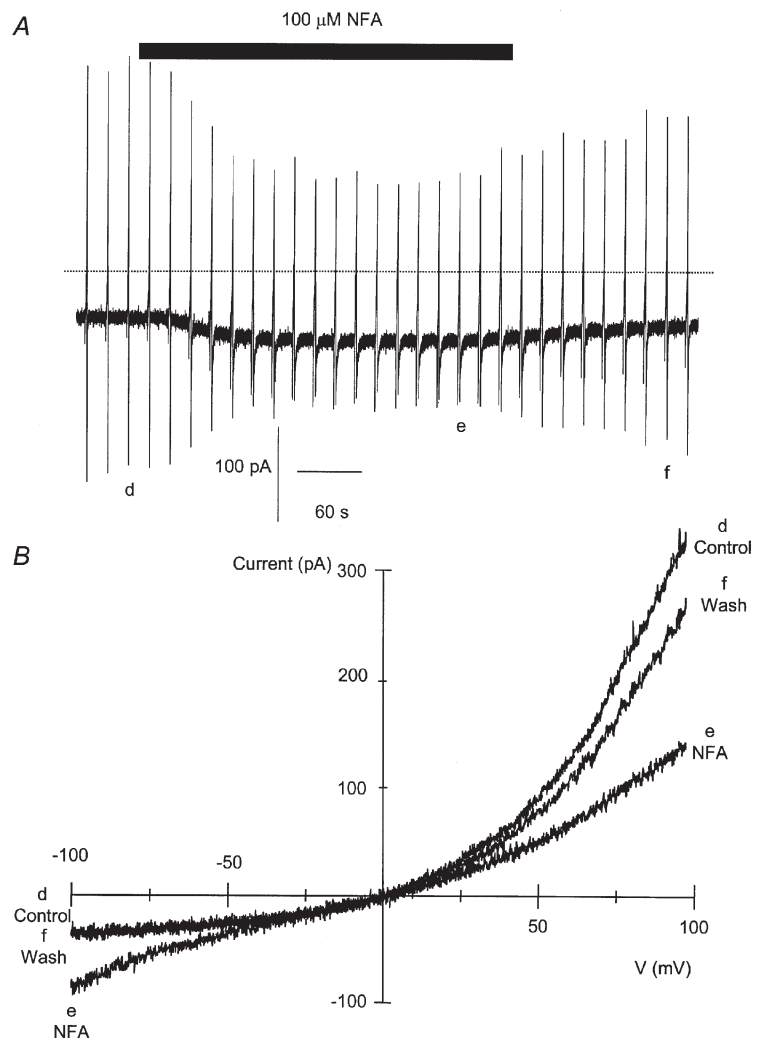 A
100 μM NFA
d
e
f
100 pA
60 s
B
Current (pA)
300
200
100
-100
-100
-50
50
100
V (mV)
d
Control
f
Wash
e
NFA
d
Control
f
Wash
e
NFA